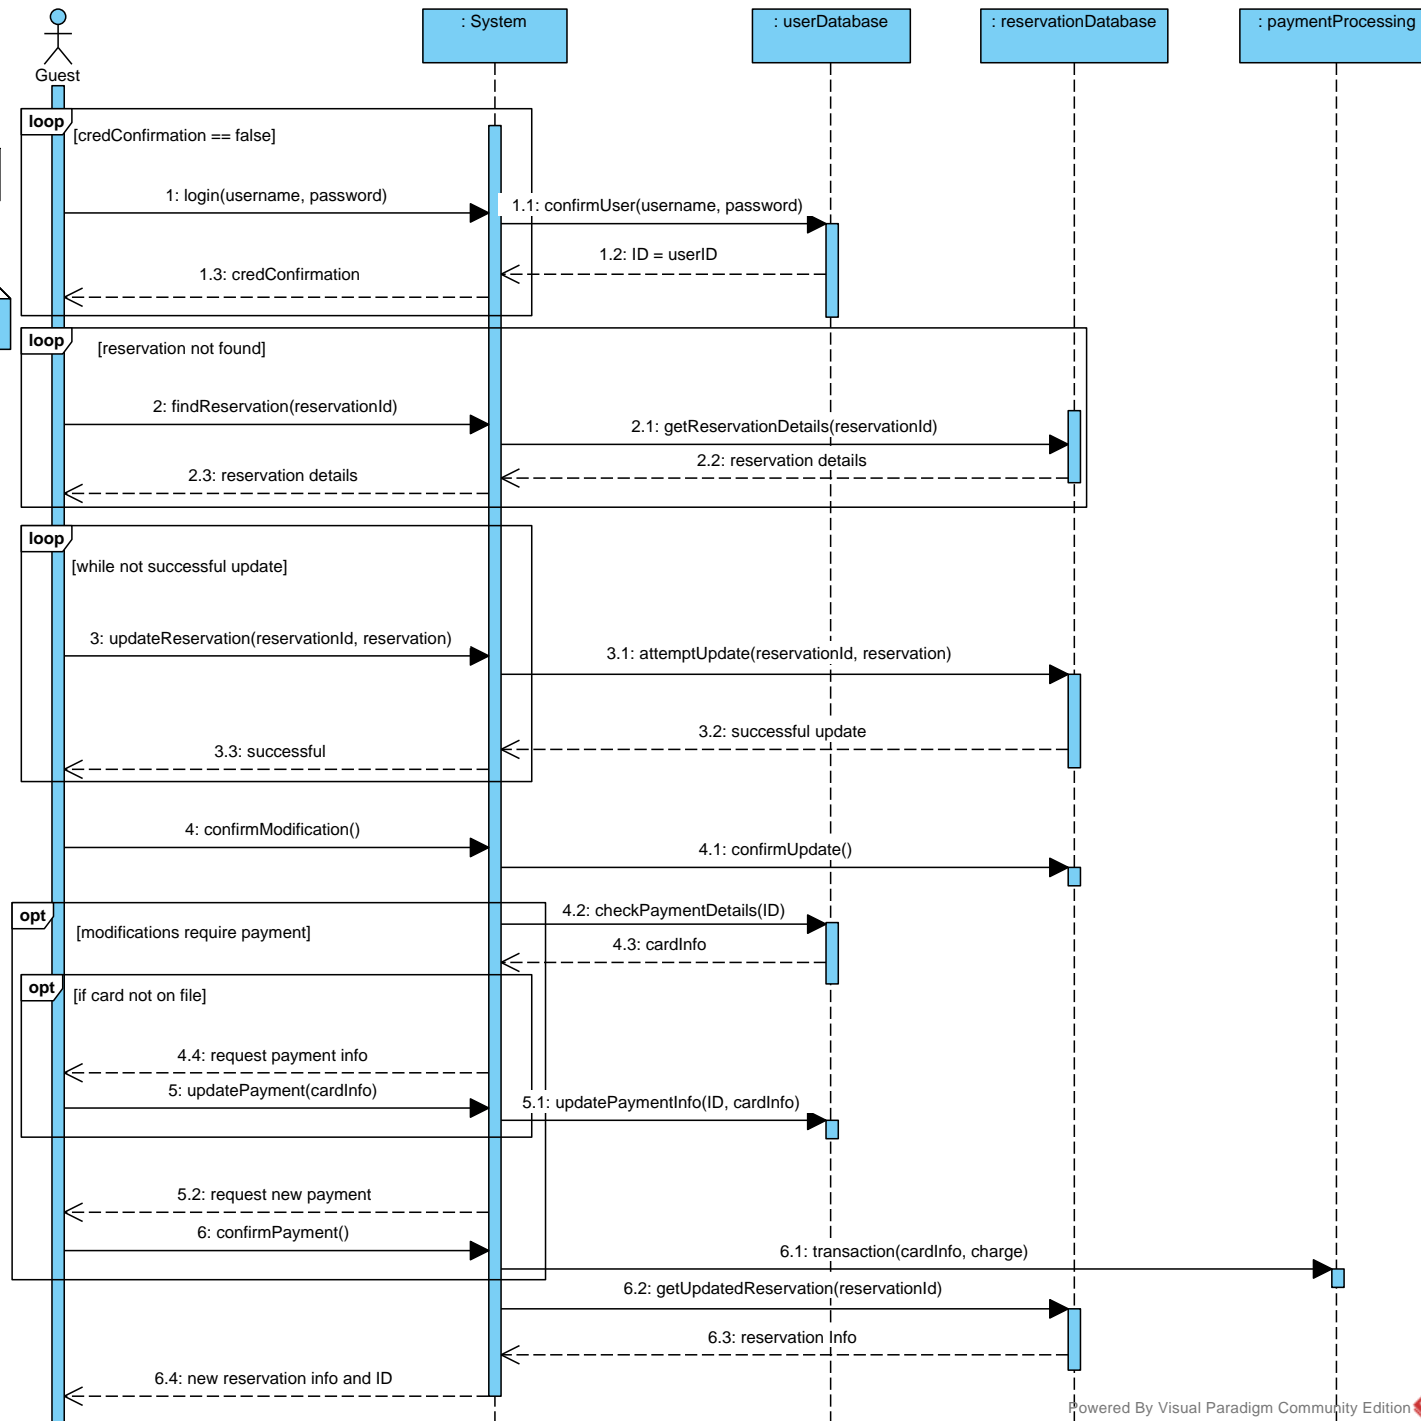 : System
: userDatabase
: reservationDatabase
: paymentProcessing
Guest
loop
[credConfirmation == false]
1: login(username, password)
1.1: confirmUser(username, password)
1.2: ID = userID
1.3: credConfirmation
loop
[reservation not found]
2: findReservation(reservationId)
2.1: getReservationDetails(reservationId)
2.2: reservation details
2.3: reservation details
loop
[while not successful update]
3: updateReservation(reservationId, reservation)
3.1: attemptUpdate(reservationId, reservation)
3.2: successful update
3.3: successful
4: confirmModification()
4.1: confirmUpdate()
opt
[modifications require payment]
4.2: checkPaymentDetails(ID)
4.3: cardInfo
opt
[if card not on file]
4.4: request payment info
5: updatePayment(cardInfo)
5.1: updatePaymentInfo(ID, cardInfo)
5.2: request new payment
6: confirmPayment()
6.1: transaction(cardInfo, charge)
6.2: getUpdatedReservation(reservationId)
6.3: reservation Info
6.4: new reservation info and ID
Powered By Visual Paradigm Community Edition